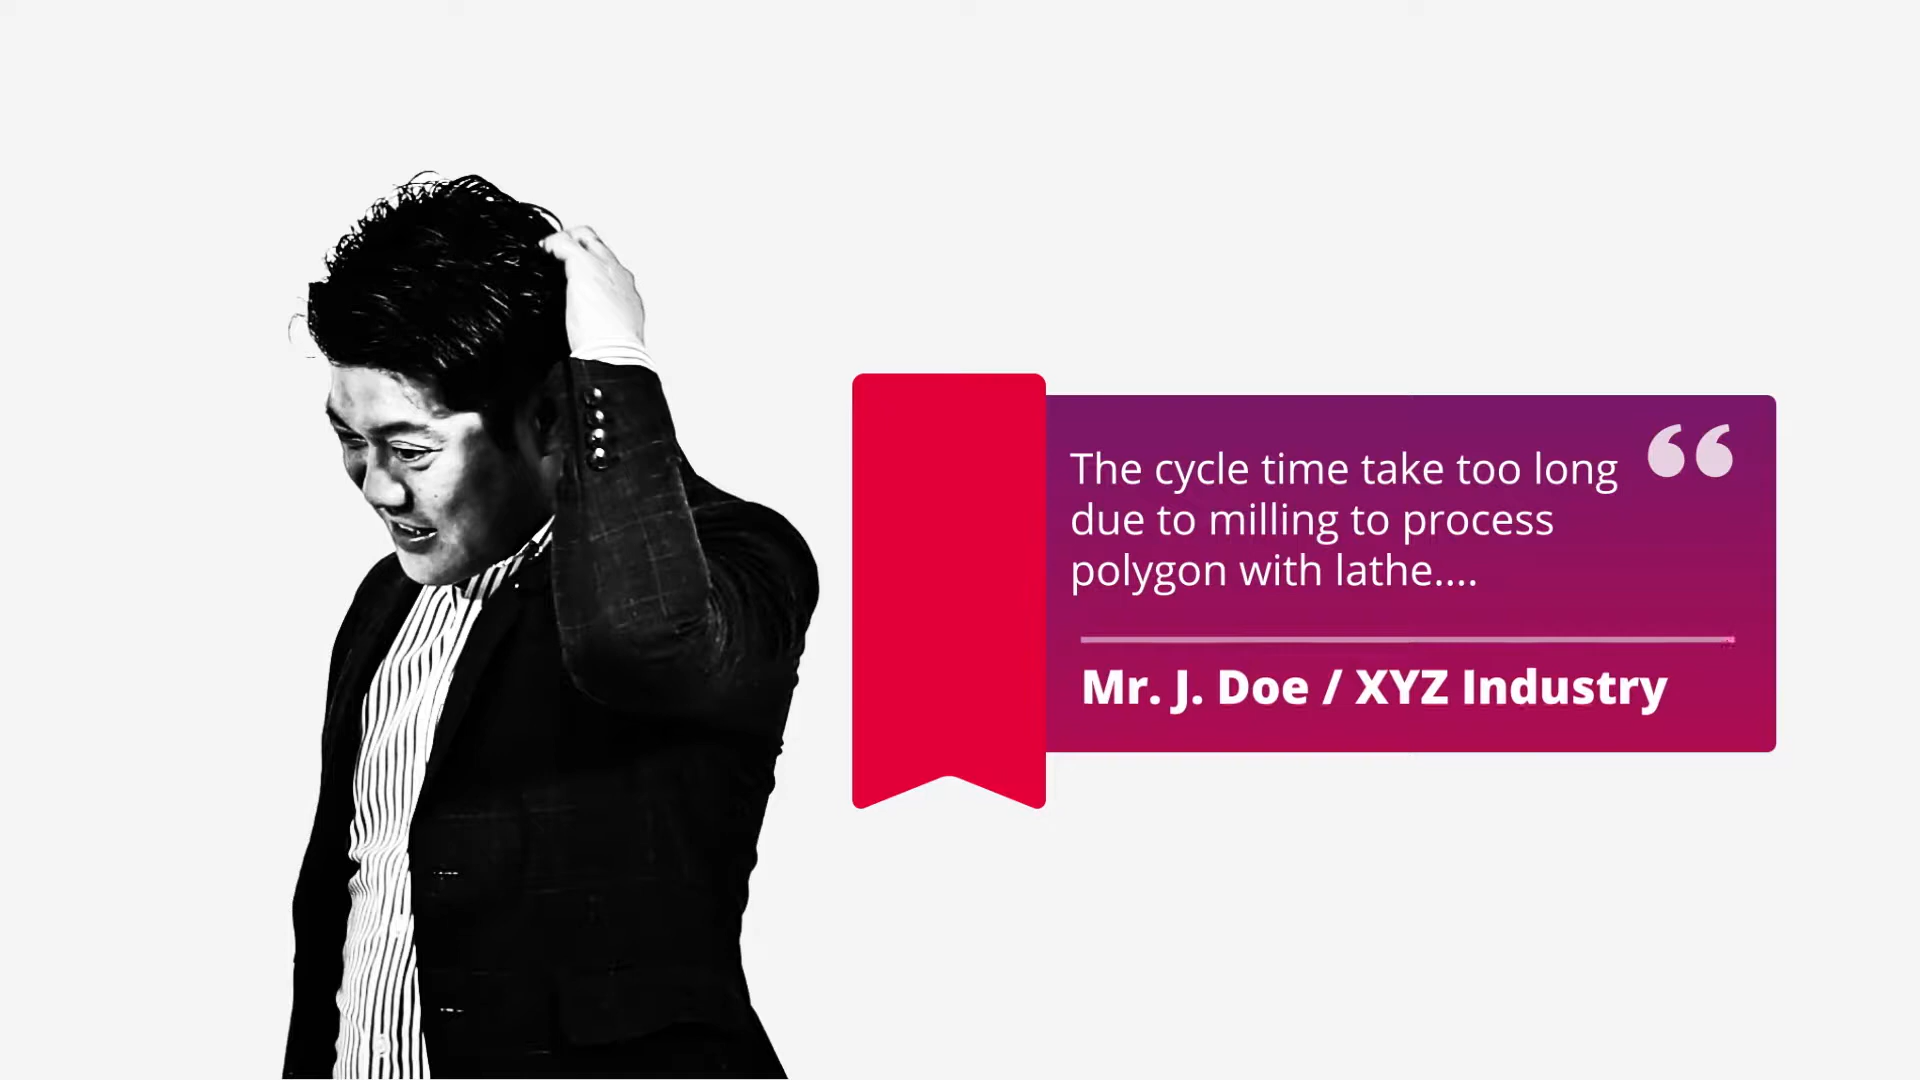 The cycle time take too long
due to milling to process
polygon with lathe....
Mr. J. Doe / XYZ Industry